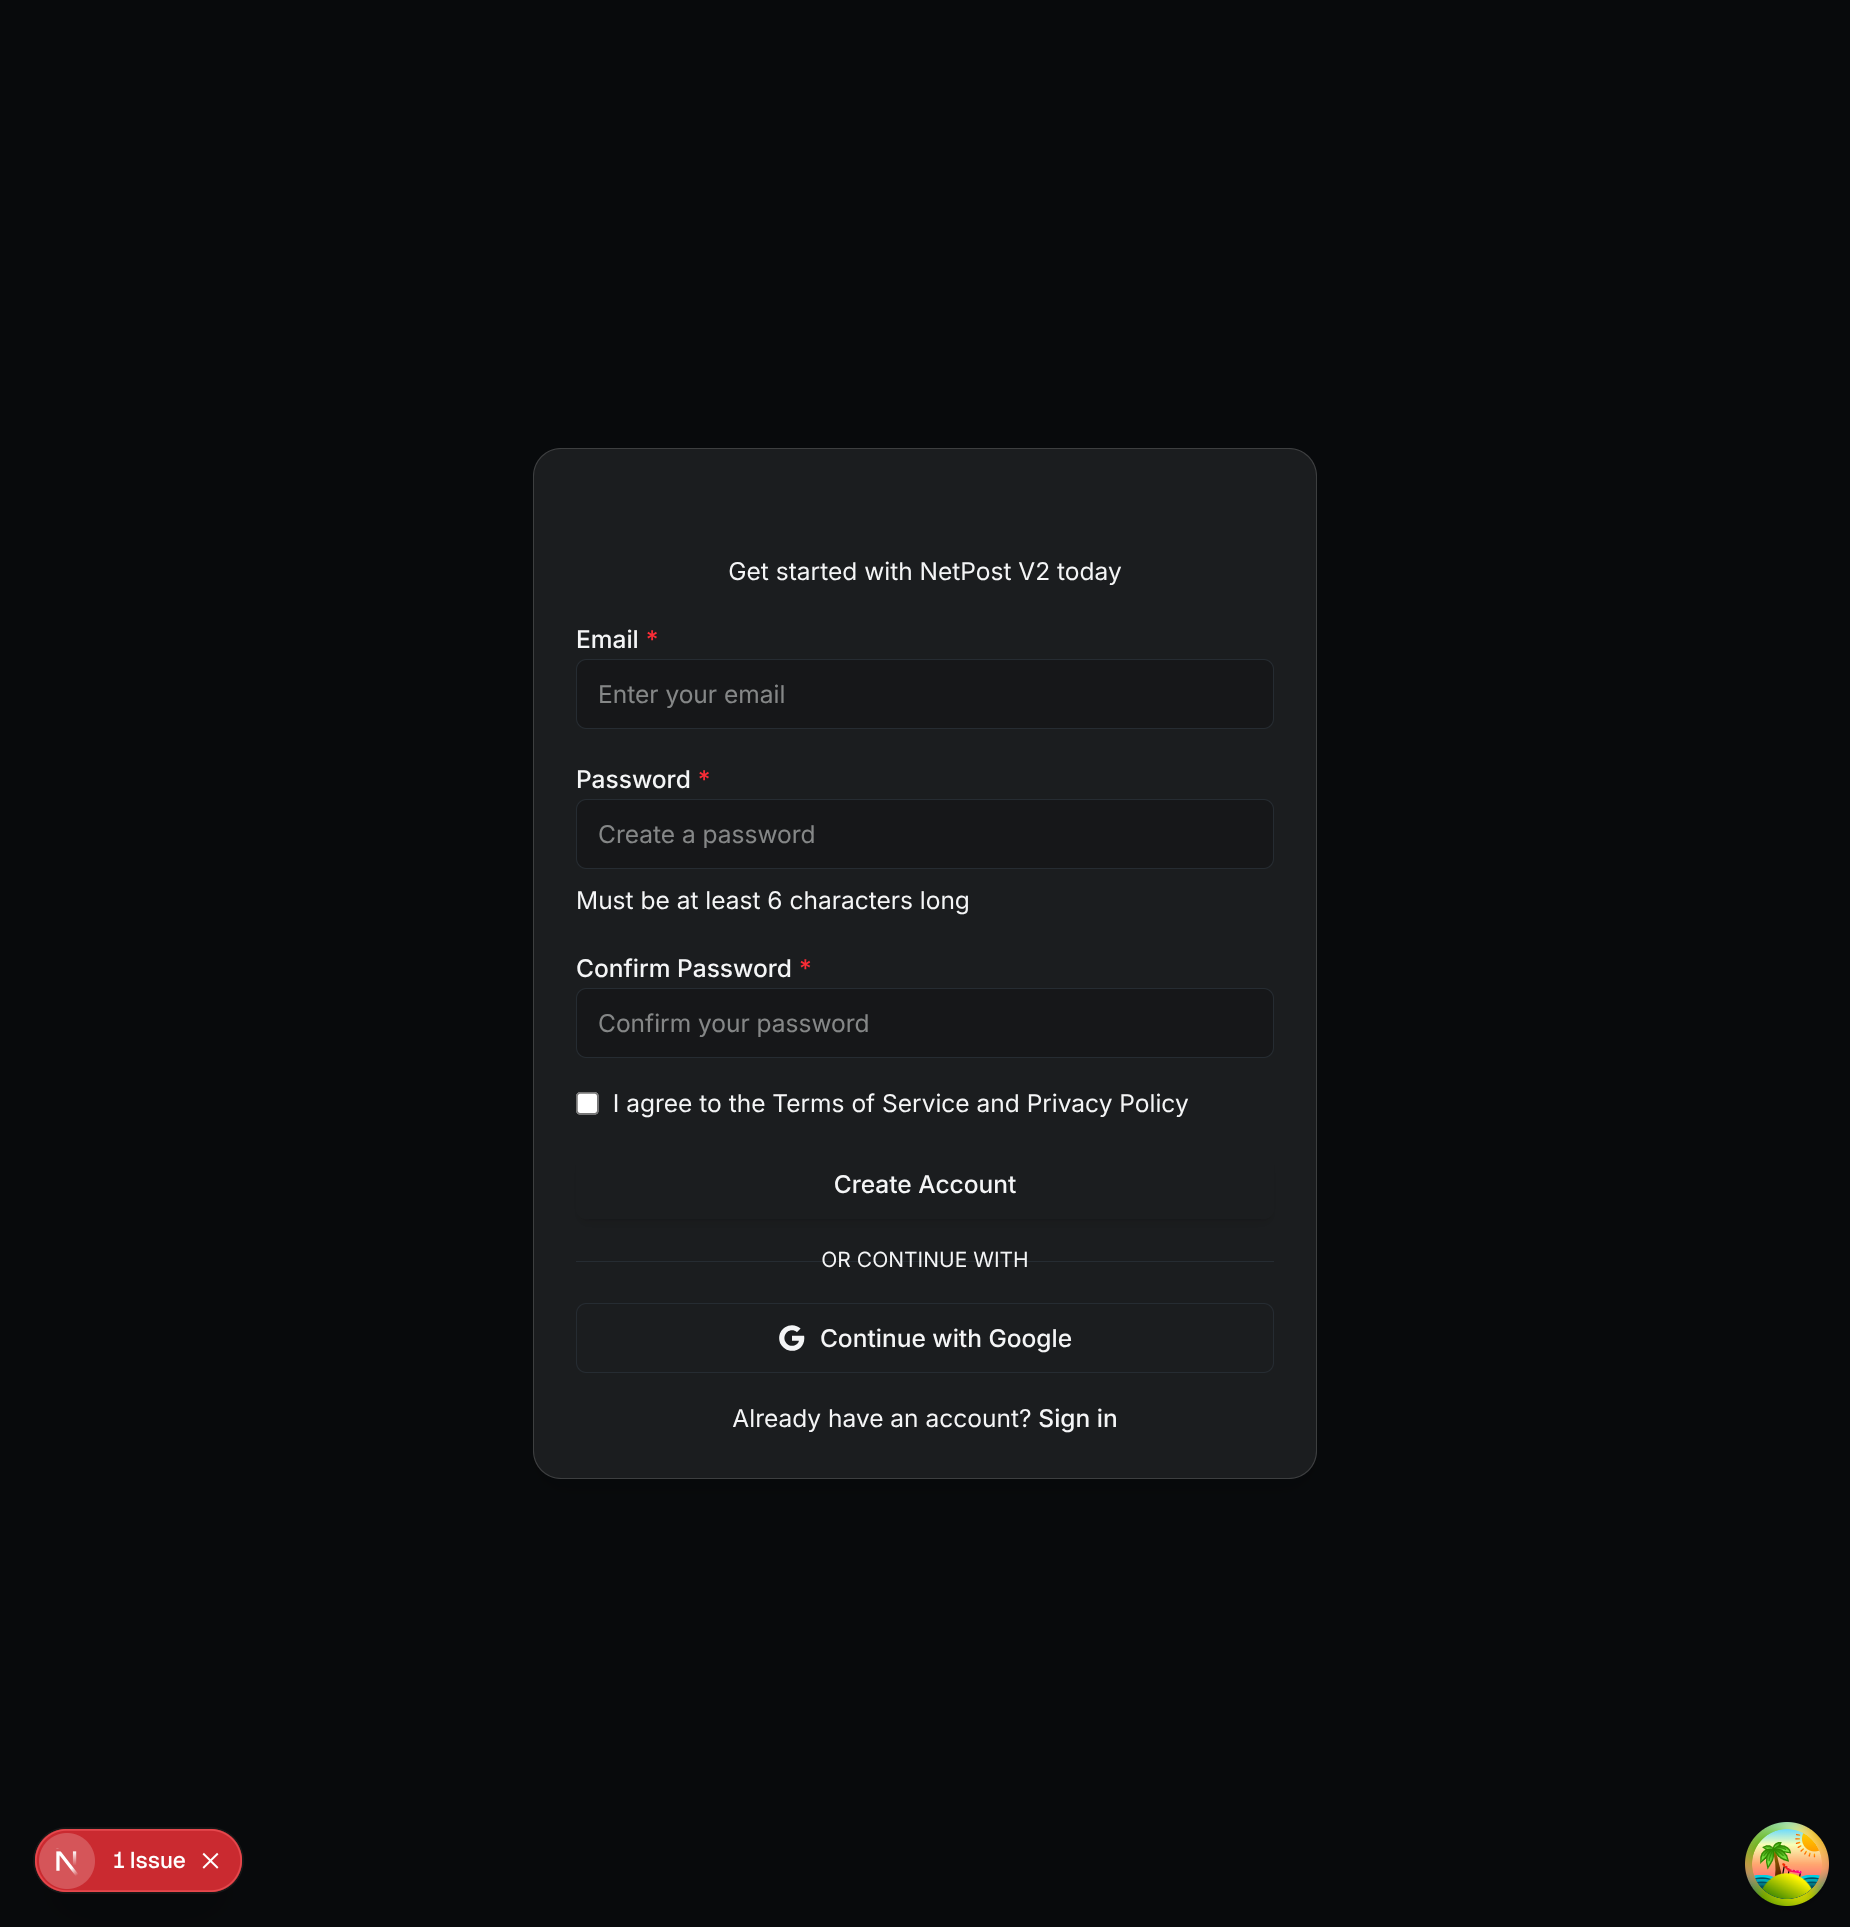 Get started with NetPost V2 today
Email *
Enter your email
Password *
Create a password
Must be at least 6 characters long
Confirm Password *
Confirm your password
I agree to the Terms of Service and Privacy Policy
Create Account
OR CONTINUE WITH
G Continue with Google
Already have an account? Sign in
N 1 Issue